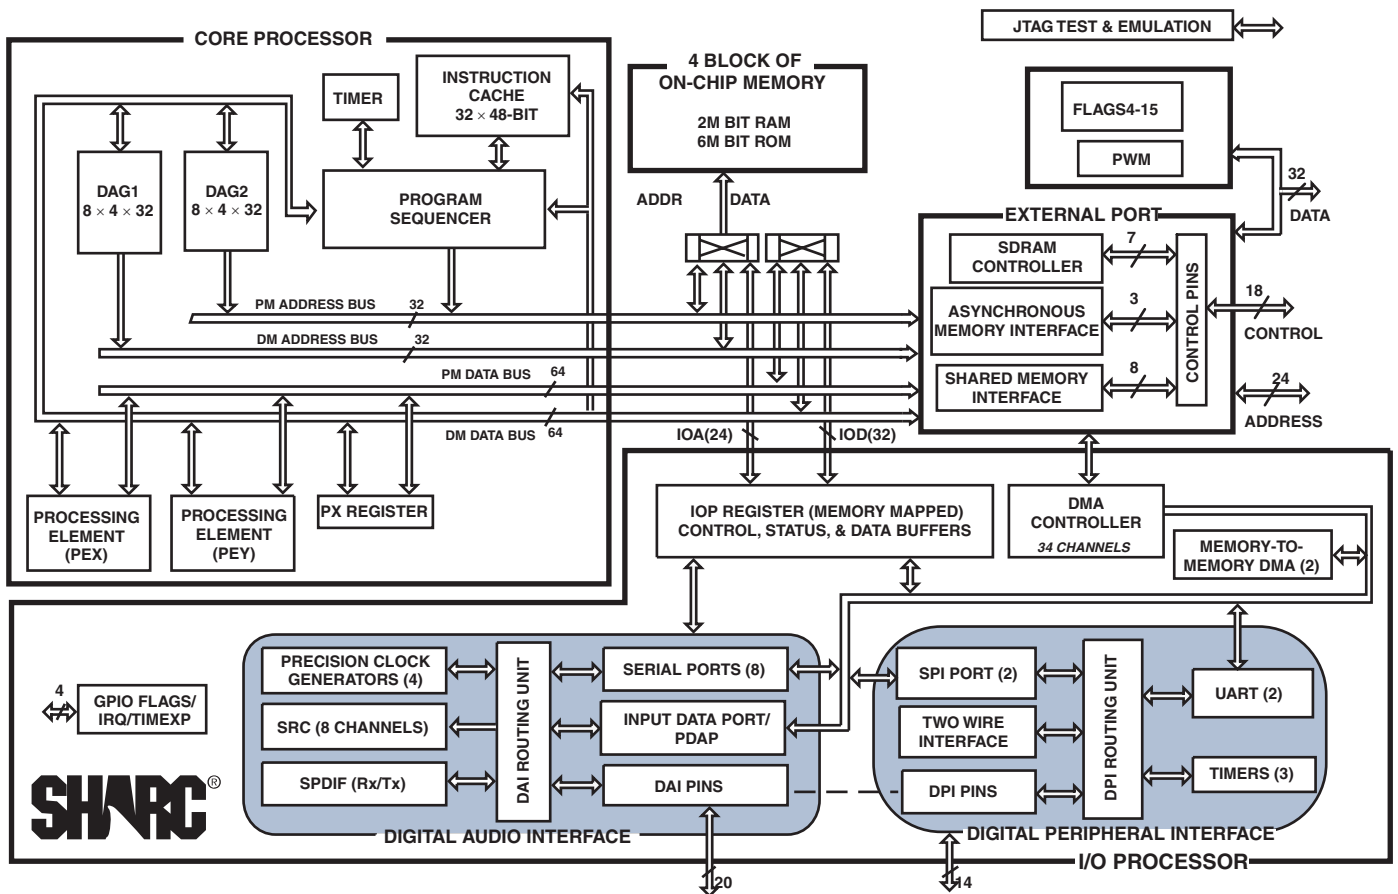 CORE PROCESSOR
TIMER
INSTRUCTION
CACHE
32 × 48-BIT
DAG1
8 × 4 × 32
DAG2
8 × 4 × 32
PROGRAM
SEQUENCER
PM ADDRESS BUS
32
DM ADDRESS BUS
32
PM DATA BUS
64
DM DATA BUS
64
PROCESSING
ELEMENT
(PEX)
PROCESSING
ELEMENT
(PEY)
PX REGISTER
4 BLOCK OF
ON-CHIP MEMORY
2M BIT RAM
6M BIT ROM
ADDR
DATA
IOA(24)
IOD(32)
JTAG TEST & EMULATION
FLAGS4-15
PWM
32
DATA
EXTERNAL PORT
SDRAM
CONTROLLER
7
ASYNCHRONOUS
MEMORY INTERFACE
3
SHARED MEMORY
INTERFACE
8
CONTROL PINS
18
CONTROL
24
ADDRESS
IOP REGISTER (MEMORY MAPPED)
CONTROL, STATUS, & DATA BUFFERS
DMA
CONTROLLER
34 CHANNELS
MEMORY-TO-
MEMORY DMA (2)
4
GPIO FLAGS/
IRQ/TIMEXP
SHARC®
PRECISION CLOCK
GENERATORS (4)
SRC (8 CHANNELS)
SPDIF (Rx/Tx)
DAI ROUTING UNIT
SERIAL PORTS (8)
INPUT DATA PORT/
PDAP
DAI PINS
DIGITAL AUDIO INTERFACE
20
SPI PORT (2)
TWO WIRE
INTERFACE
DPI PINS
DPI ROUTING UNIT
UART (2)
TIMERS (3)
DIGITAL PERIPHERAL INTERFACE
14
I/O PROCESSOR